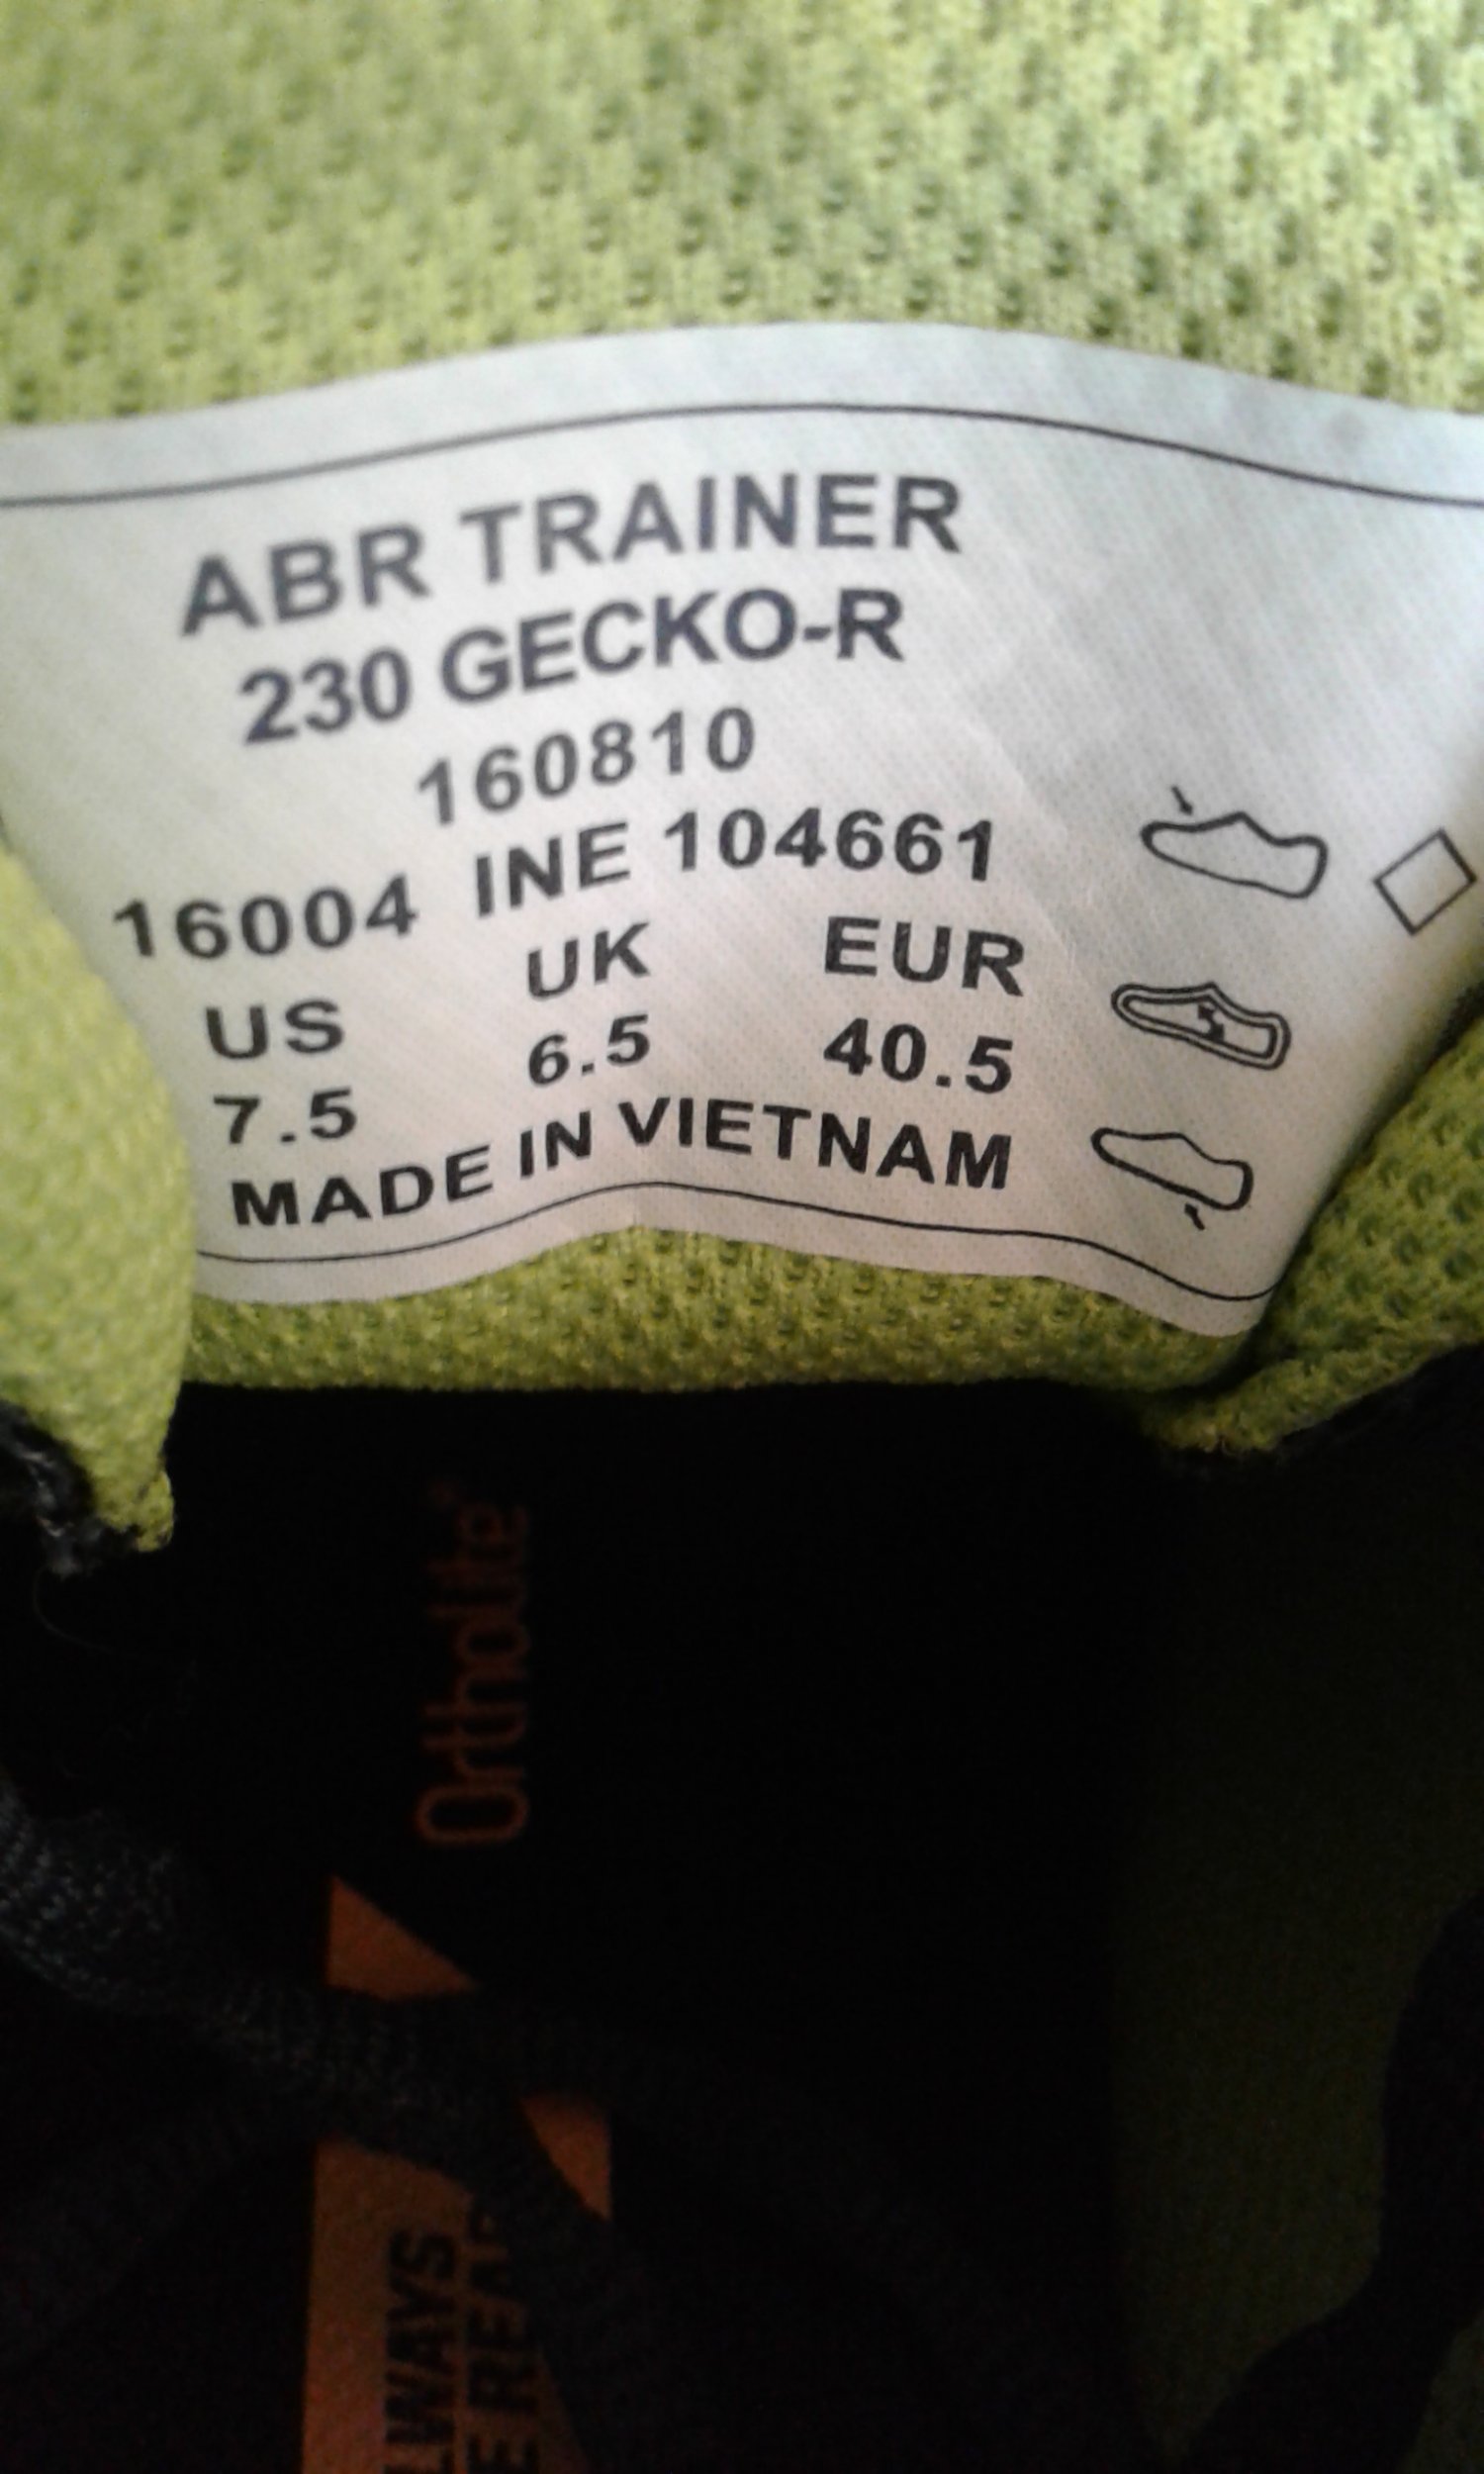 ABR TRAINER
230 GECKO-R
160810
16004 INE 104661
US UK EUR
7.5 6.5 40.5
MADE IN VIETNAM
Ortholite